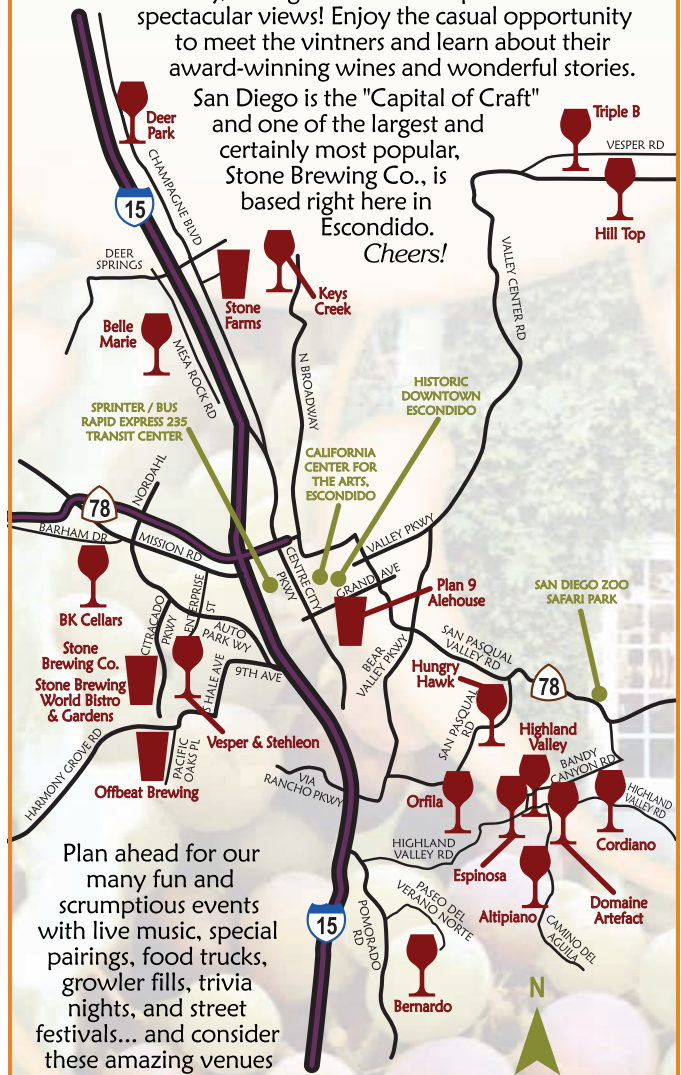 spectacular views! Enjoy the casual opportunity
to meet the vintners and learn about their
award-winning wines and wonderful stories.
San Diego is the "Capital of Craft"
and one of the largest and
certainly most popular,
Stone Brewing Co., is
based right here in
Escondido.
Cheers!
Deer
Park
Triple B
VESPER RD
Hill Top
CHAMPAGNE BLVD
15
DEER
SPRINGS
VALLEY CENTER RD
Stone
Farms
Keys
Creek
Belle
Marie
MESA ROCK RD
N BROADWAY
HISTORIC
DOWNTOWN
ESCONDIDO
SPRINTER / BUS
RAPID EXPRESS 235
TRANSIT CENTER
CALIFORNIA
CENTER FOR
THE ARTS,
ESCONDIDO
NORDAHL
78
BARHAM DR
MISSION RD
VALLEY PKWY
CENTRECITY
PKWY
GRAND AVE
BK Cellars
ENTERPRISE
ST
CITRACADO
PKWY
AUTO
PARK WY
Plan 9
Alehouse
SAN DIEGO ZOO
SAFARI PARK
SAN PASQUAL
VALLEY RD
BEAR
VALLEY PKWY
Stone
Brewing Co.
Stone Brewing
World Bistro
& Gardens
S HALE AVE
9TH AVE
Hungry
Hawk
78
SAN PASQUAL
RD
Highland
Valley
Vesper & Stehleon
HARMONY GROVE RD
PACIFIC
OAKS PL
Offbeat Brewing
VIA
RANCHO PKWY
BANDY
CANYON RD
Orfila
HIGHLAND
VALLEY RD
Cordiano
HIGHLAND
VALLEY RD
Espinosa
Domaine
Artefact
Altipiano
PASEO DEL
VERANO NORTE
POMORADO
RD
CAMINO DEL
AGUILA
15
Bernardo
N
Plan ahead for our
many fun and
scrumptious events
with live music, special
pairings, food trucks,
growler fills, trivia
nights, and street
festivals... and consider
these amazing venues